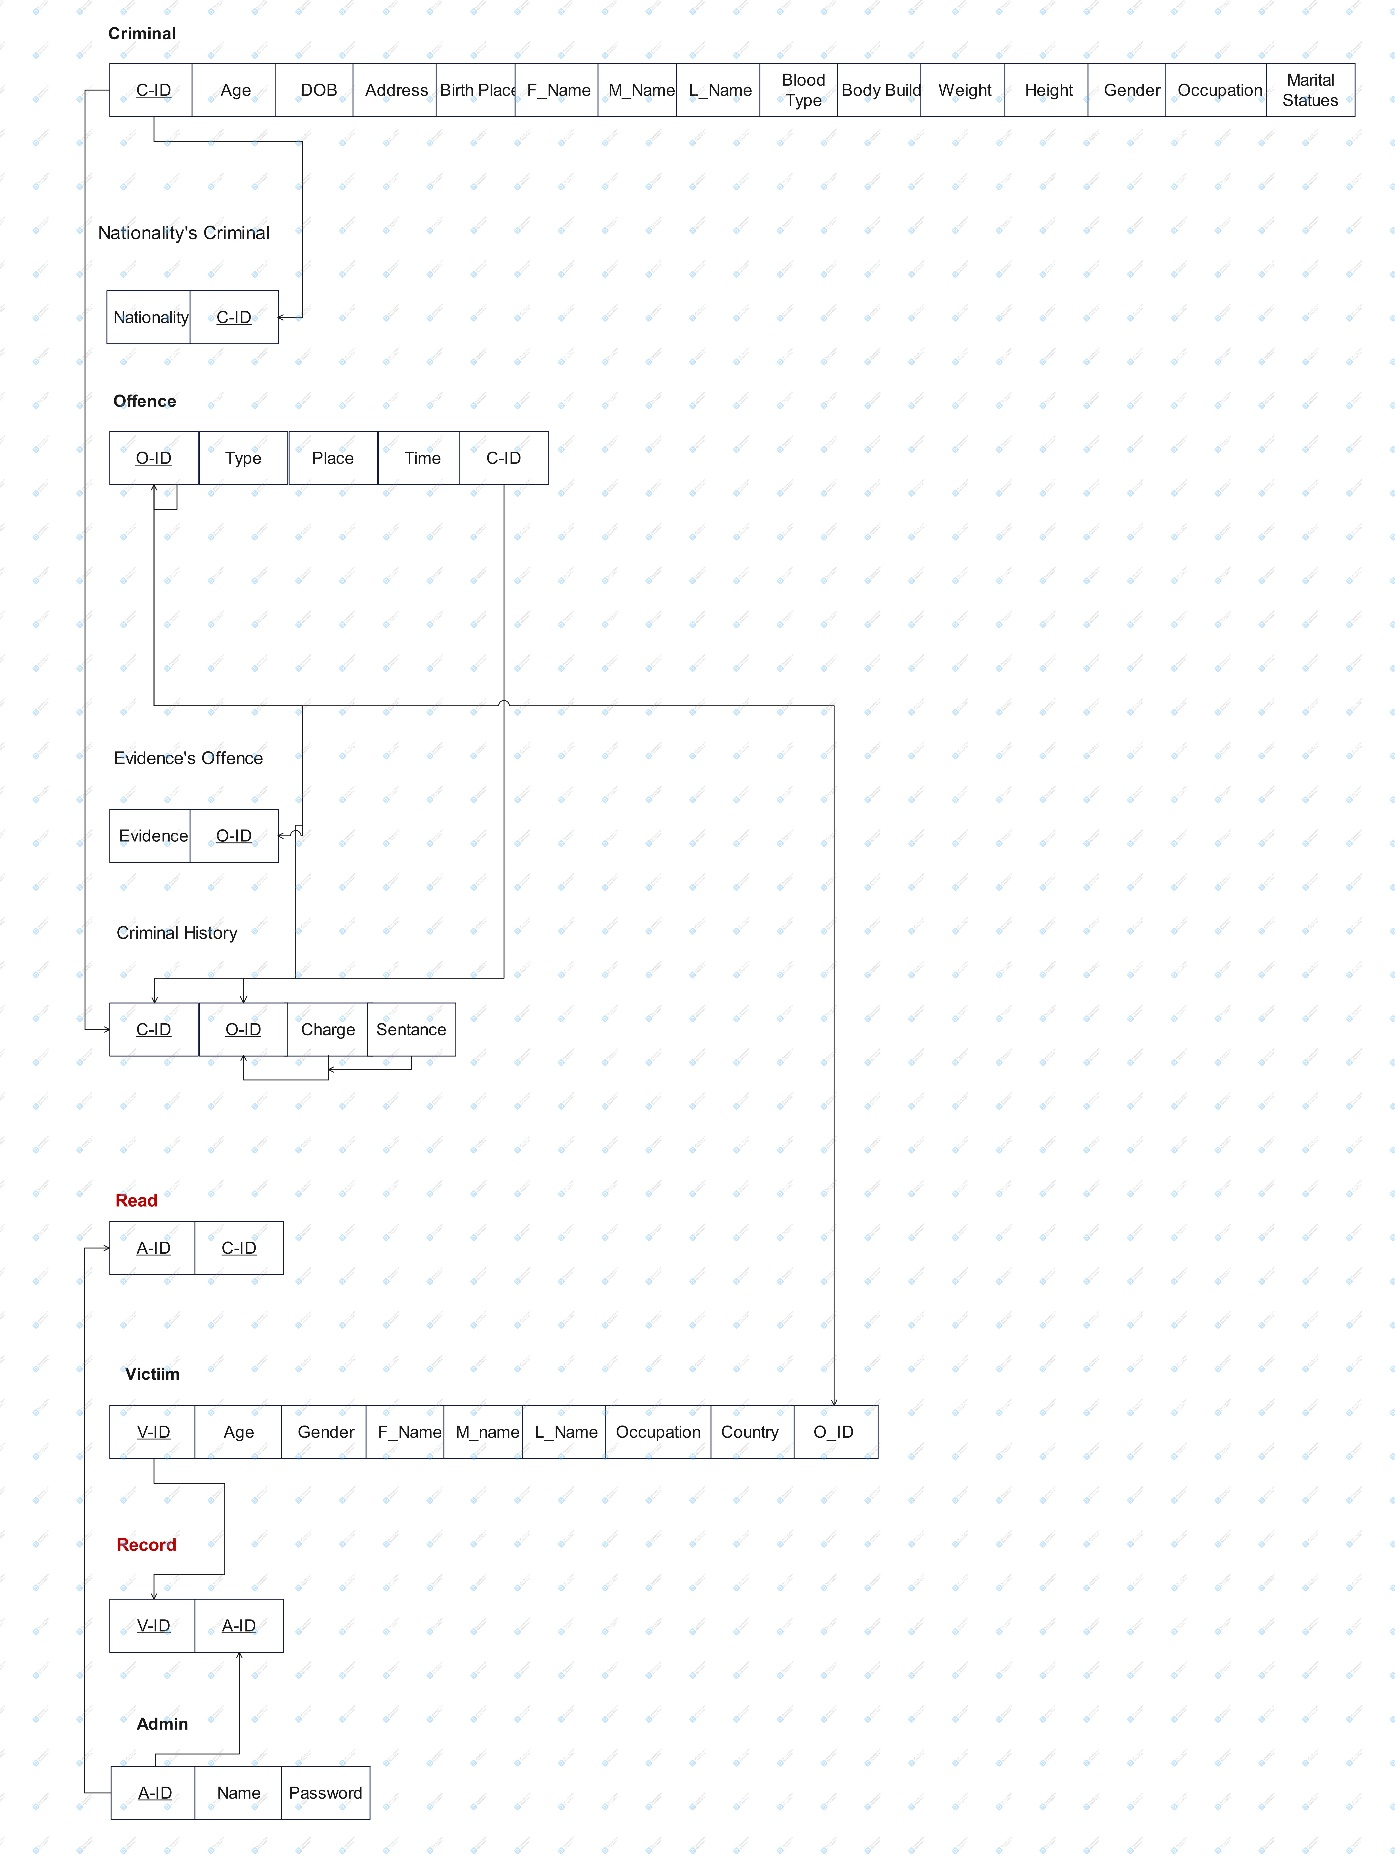 Criminal
C-ID Age DOB Address Birth Place F_Name M_Name L_Name Blood Type Body Build Weight Height Gender Occupation Marital Statues
Nationality's Criminal
Nationality C-ID
Offence
O-ID Type Place Time C-ID
Evidence's Offence
Evidence O-ID
Criminal History
C-ID O-ID Charge Sentance
Read
A-ID C-ID
Victiim
V-ID Age Gender F_Name M_name L_Name Occupation Country O_ID
Record
V-ID A-ID
Admin
A-ID Name Password